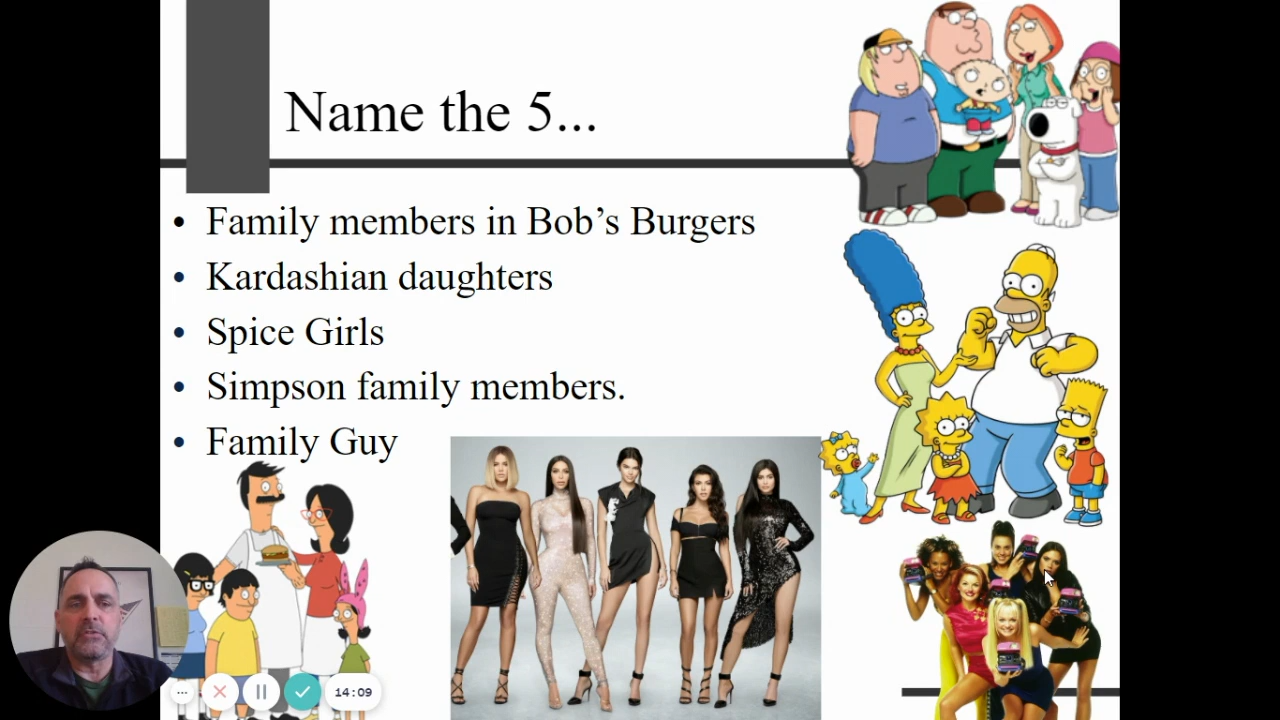 Name the 5...
• Family members in Bob’s Burgers
• Kardashian daughters
• Spice Girls
• Simpson family members.
• Family Guy
14:09